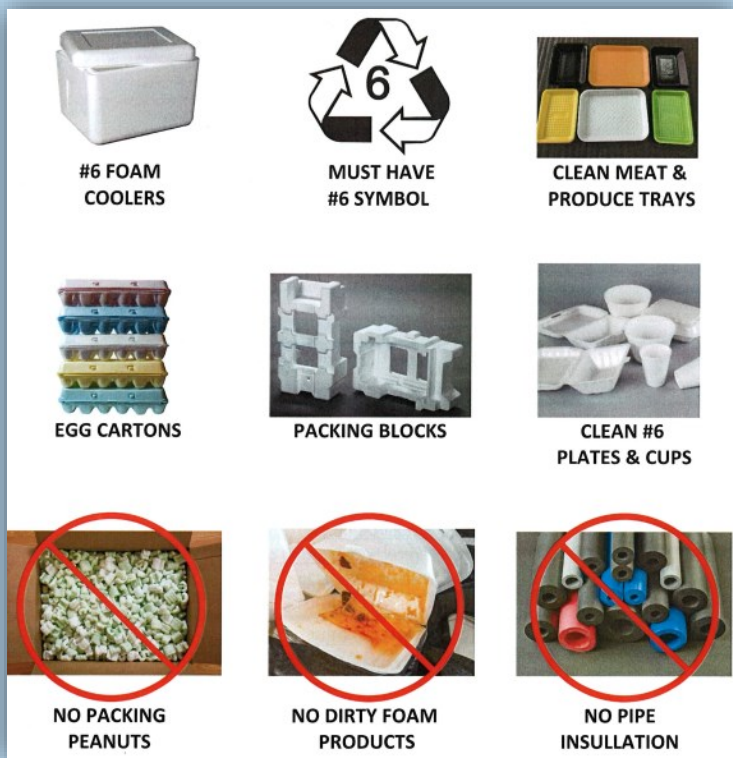 6
#6 FOAM
COOLERS
MUST HAVE
#6 SYMBOL
CLEAN MEAT &
PRODUCE TRAYS
EGG CARTONS
PACKING BLOCKS
CLEAN #6
PLATES & CUPS
NO PACKING
PEANUTS
NO DIRTY FOAM
PRODUCTS
NO PIPE
INSULLATION